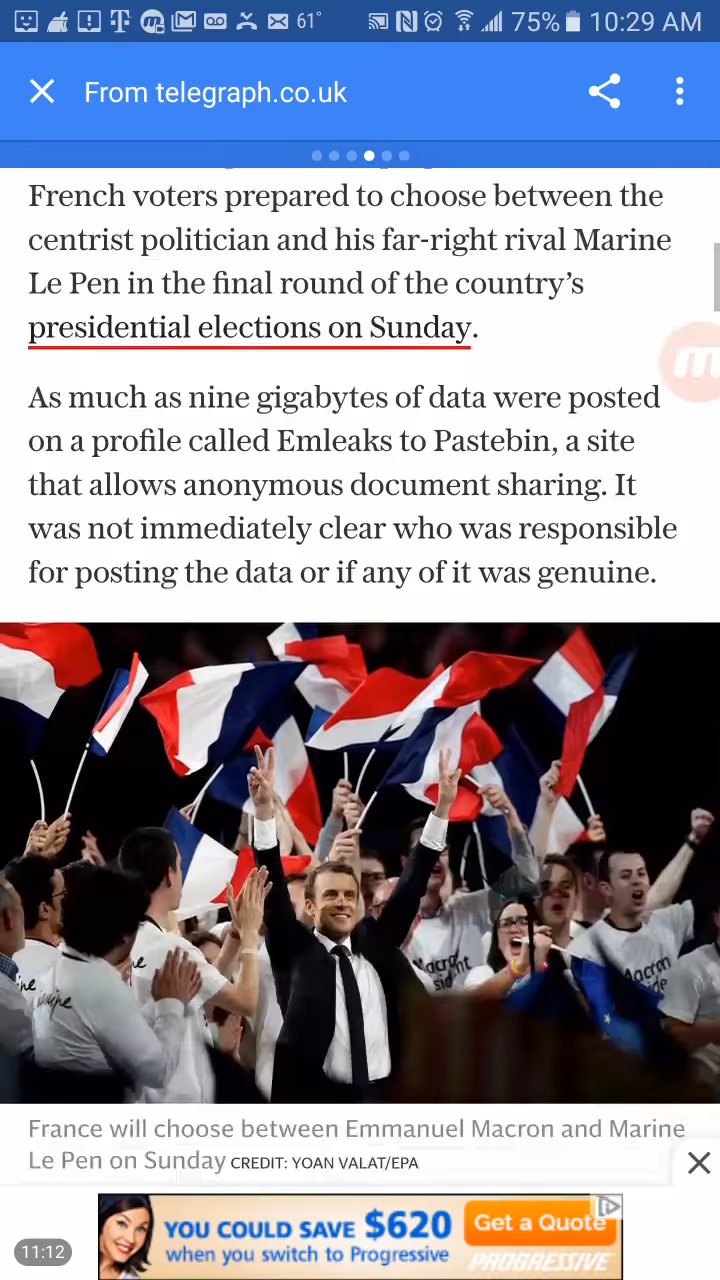 61°
75%
10:29 AM
From telegraph.co.uk
French voters prepared to choose between the
centrist politician and his far-right rival Marine
Le Pen in the final round of the country’s
presidential elections on Sunday.
As much as nine gigabytes of data were posted
on a profile called Emleaks to Pastebin, a site
that allows anonymous document sharing. It
was not immediately clear who was responsible
for posting the data or if any of it was genuine.
Macron
France will choose between Emmanuel Macron and Marine
Le Pen on Sunday CREDIT: YOAN VALAT/EPA
YOU COULD SAVE $620
when you switch to Progressive
Get a Quote
PROGRESSIVE
11:12